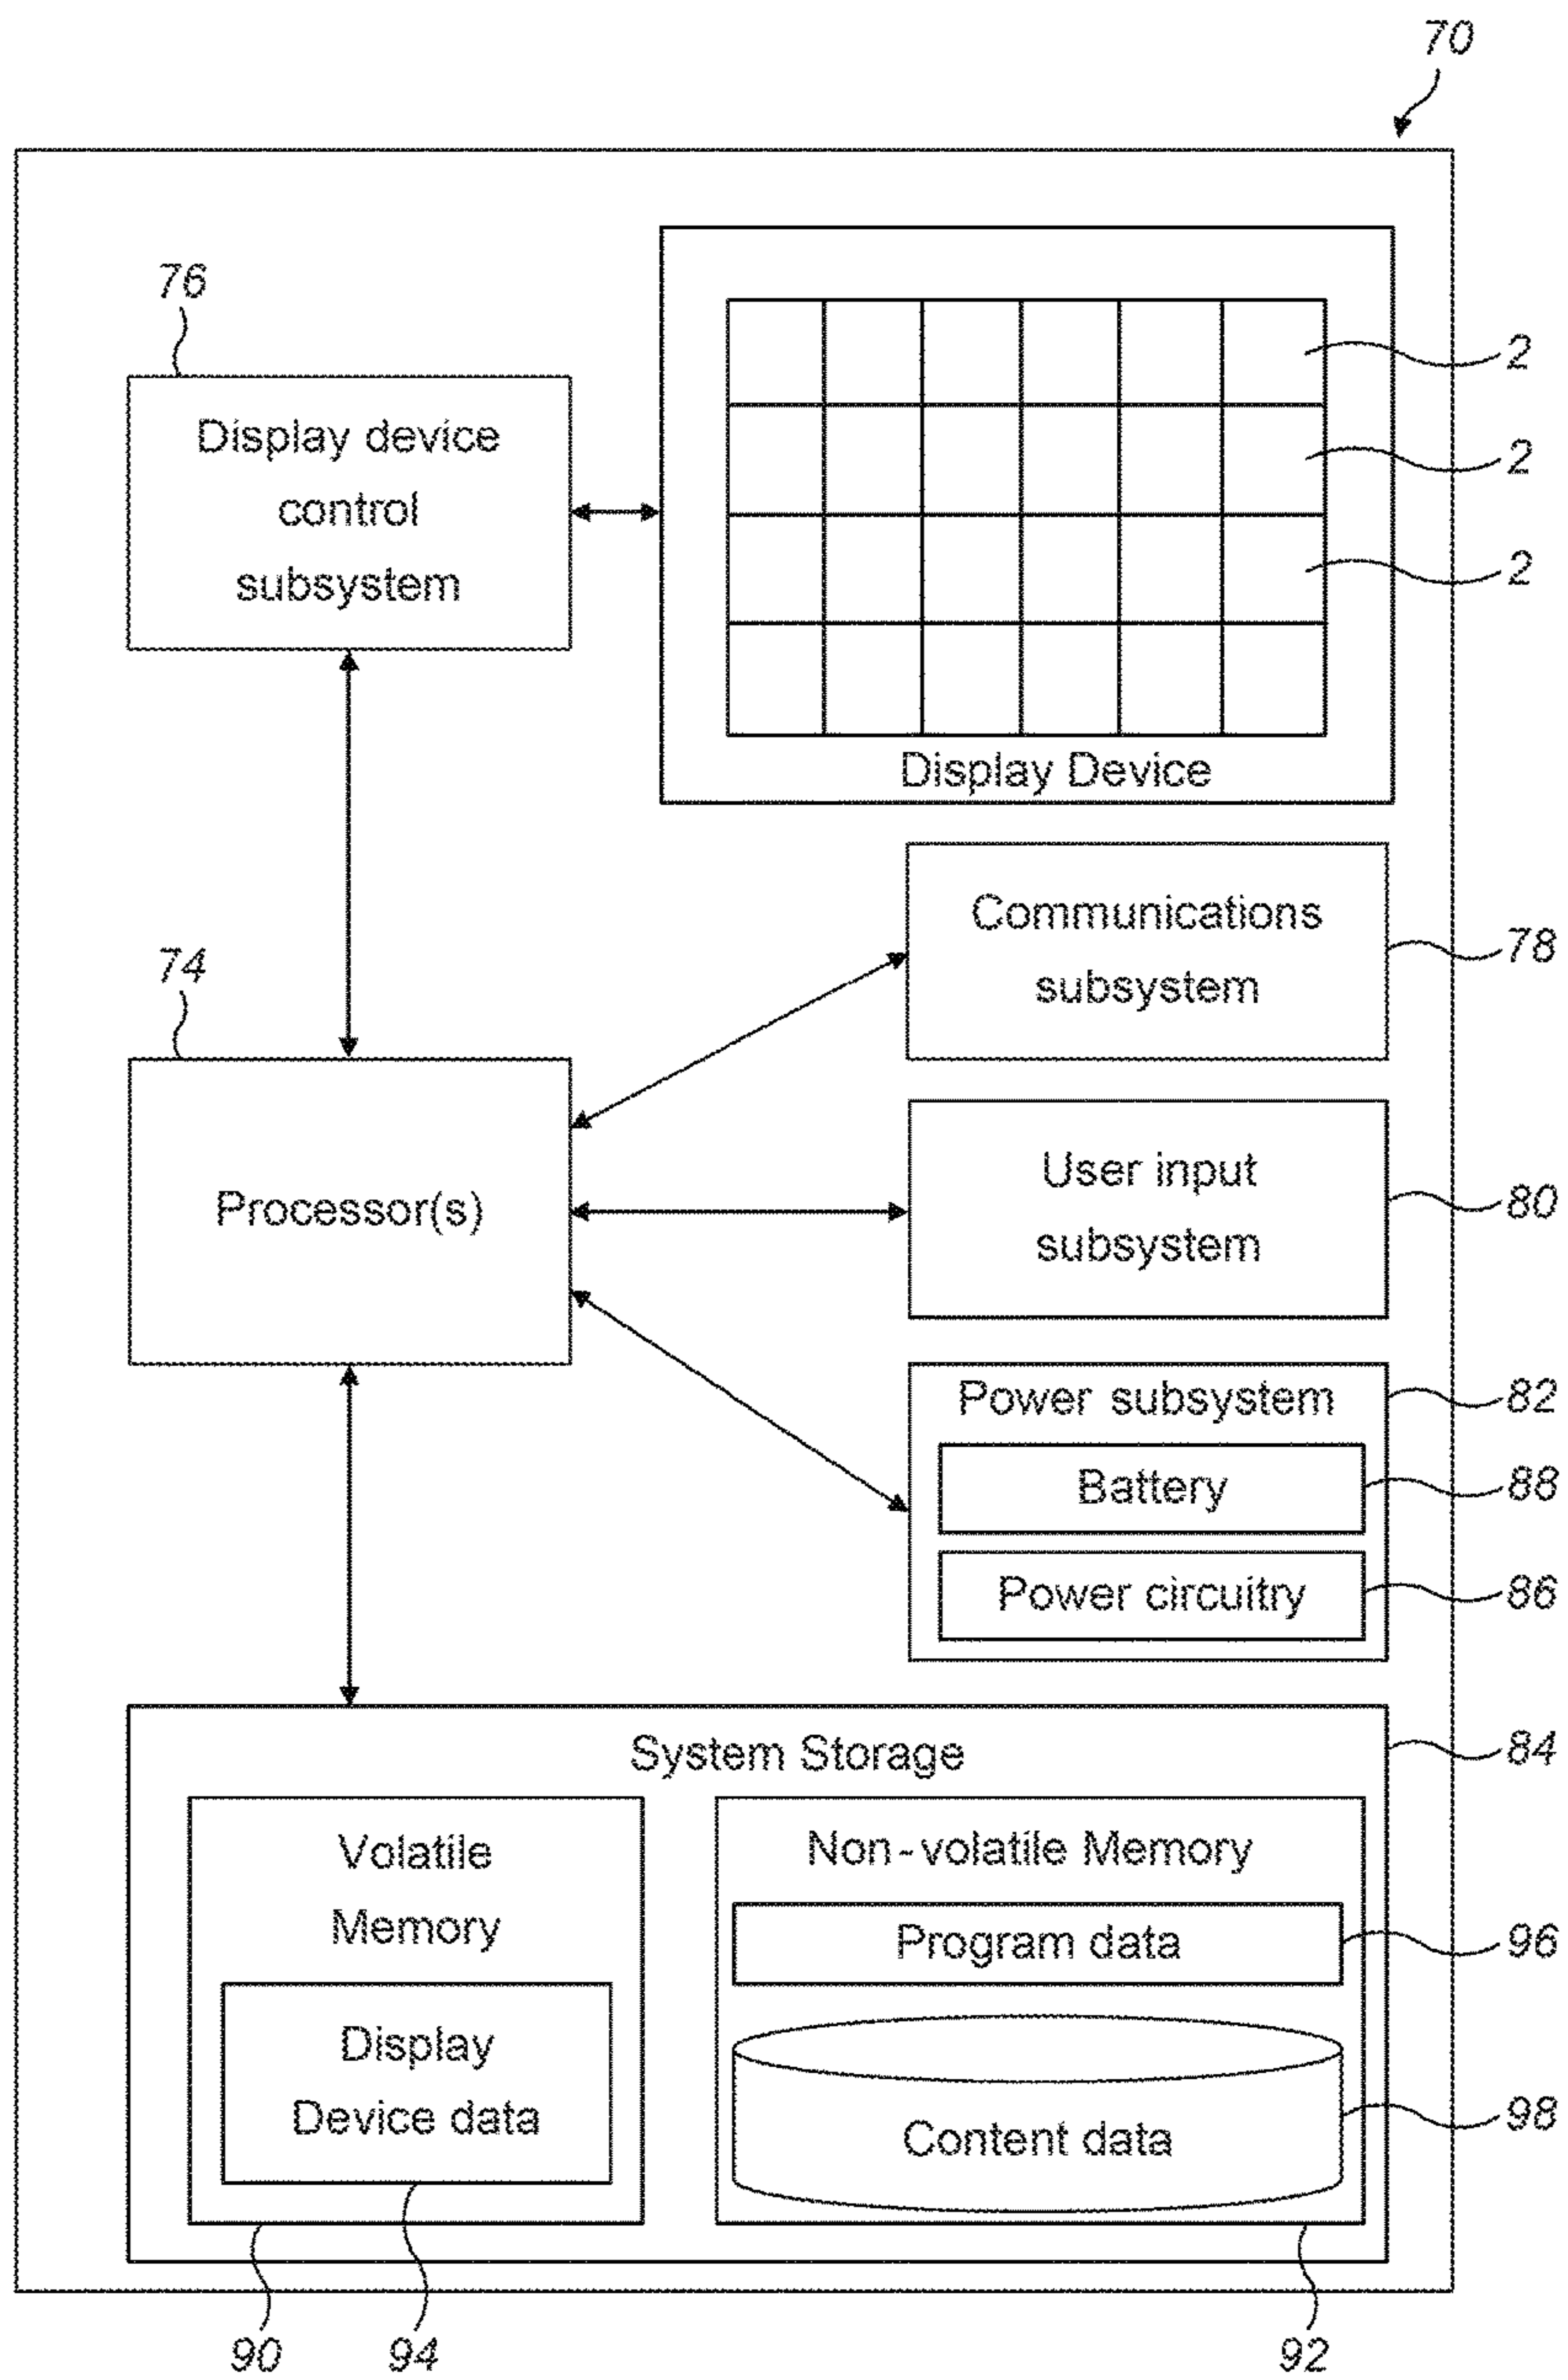 70
76
Display device
control
subsystem
2
2
2
Display Device
Communications
subsystem
78
74
Processor(s)
User input
subsystem
80
Power subsystem
82
Battery
88
Power circuitry
86
System Storage
84
Volatile
Memory
Non-volatile Memory
Program data
96
Display
Device data
Content data
98
90
94
92